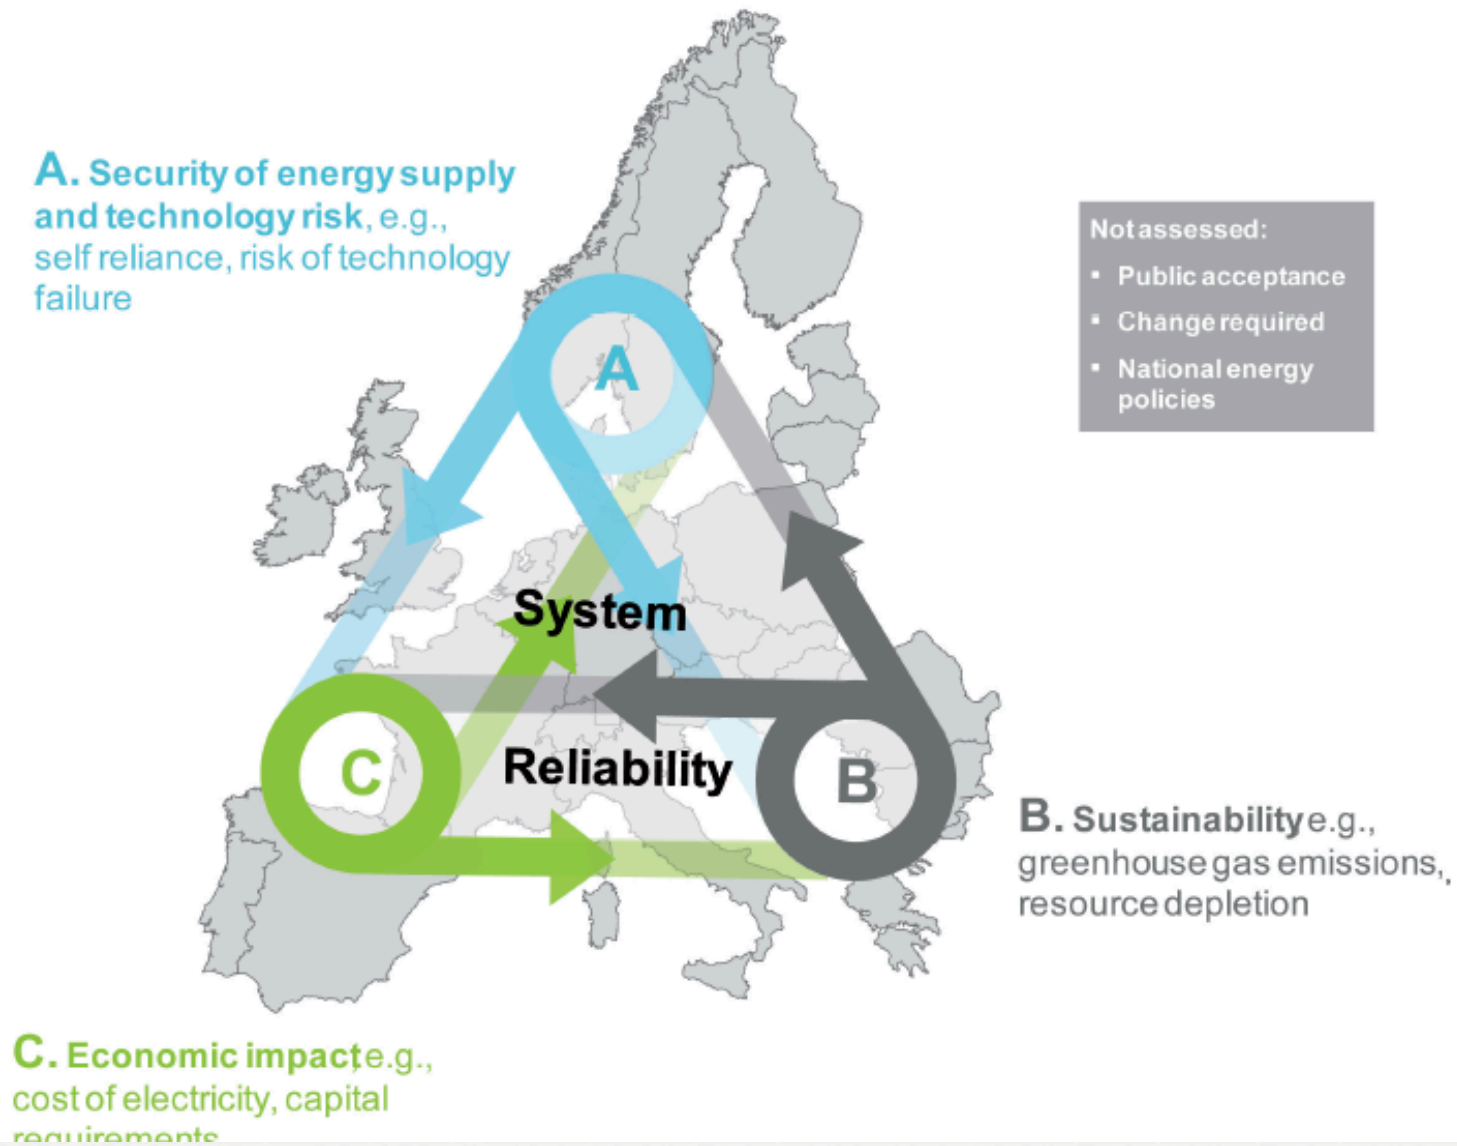 A. Security of energy supply
and technology risk, e.g.,
self reliance, risk of technology
failure
Not assessed:
▪ Public acceptance
▪ Change required
▪ National energy
policies
A
System
Reliability
C
B
B. Sustainability e.g.,
greenhouse gas emissions,.
resource depletion
C. Economic impact, e.g.,
cost of electricity, capital
requirements